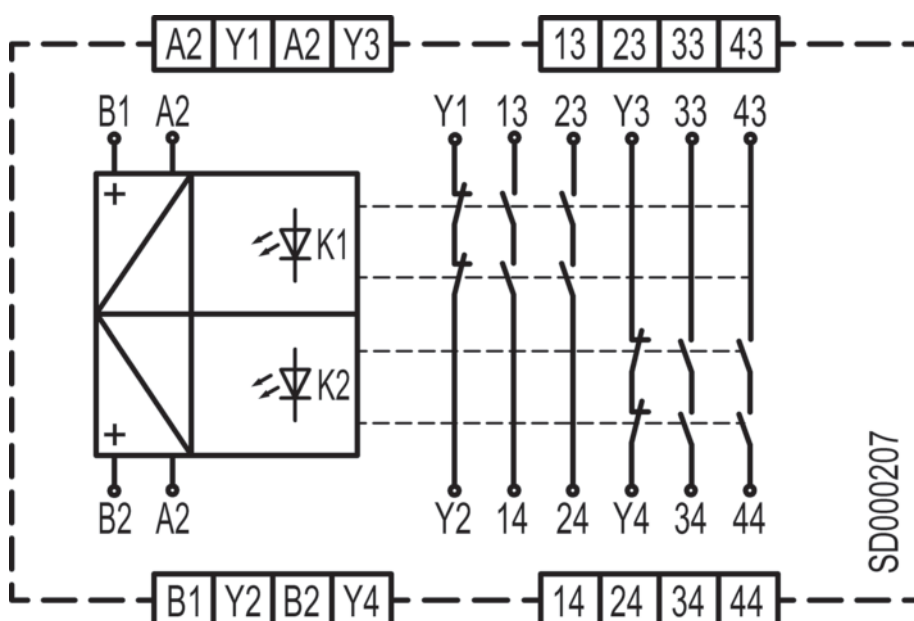 A2 Y1 A2 Y3 13 23 33 43
B1 A2 Y1 13 23 Y3 33 43
+
K1
K2
+
B2 A2 Y2 14 24 Y4 34 44
SD000207
B1 Y2 B2 Y4 14 24 34 44